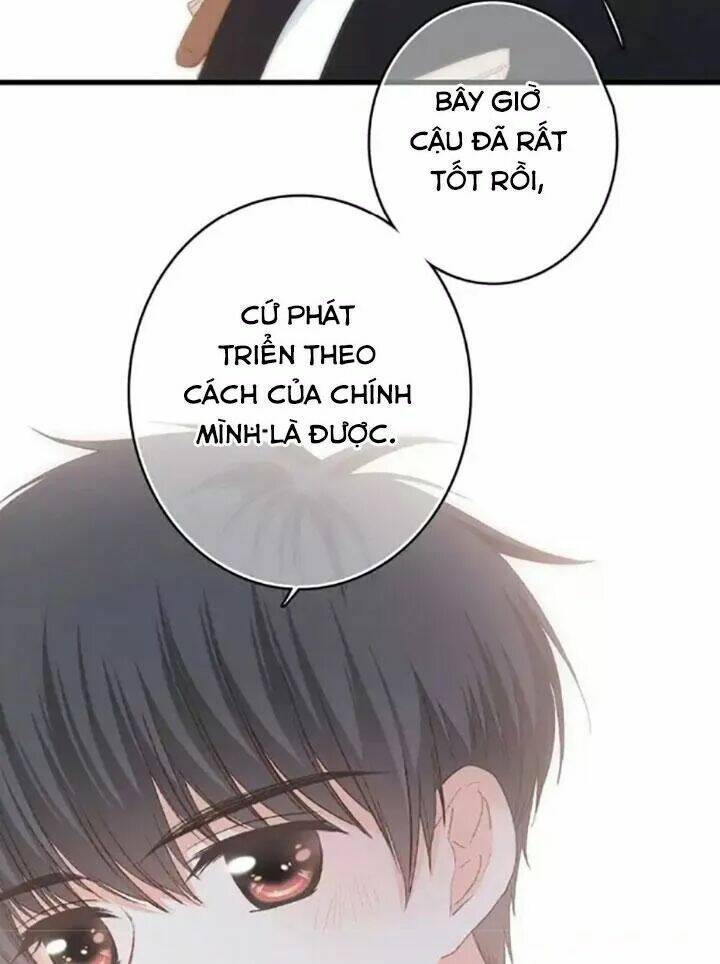 BÂY GIỜ
CẬU ĐÃ RẤT
TỐT RỒI,
CỨ PHÁT
TRIỂN THEO
CÁCH CỦA CHÍNH
MÌNH LÀ ĐƯỢC.